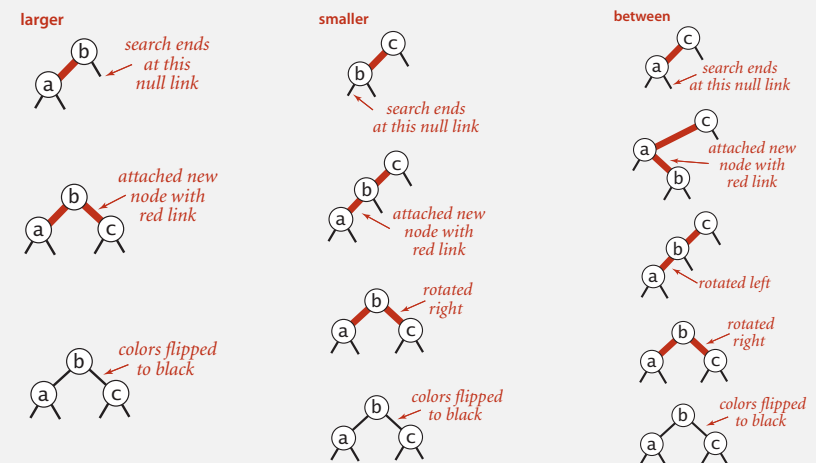 larger
b
a
search ends
at this
null link
attached new
node with
red link
b
a
c
colors flipped
to black
b
a
c
smaller
c
b
search ends
at this null link
c
b
a
attached new
node with
red link
rotated
right
b
a
c
colors flipped
to black
b
a
c
between
c
a
search ends
at this null link
c
a
b
attached new
node with
red link
c
b
a
rotated left
rotated
right
b
a
c
colors flipped
to black
b
a
c